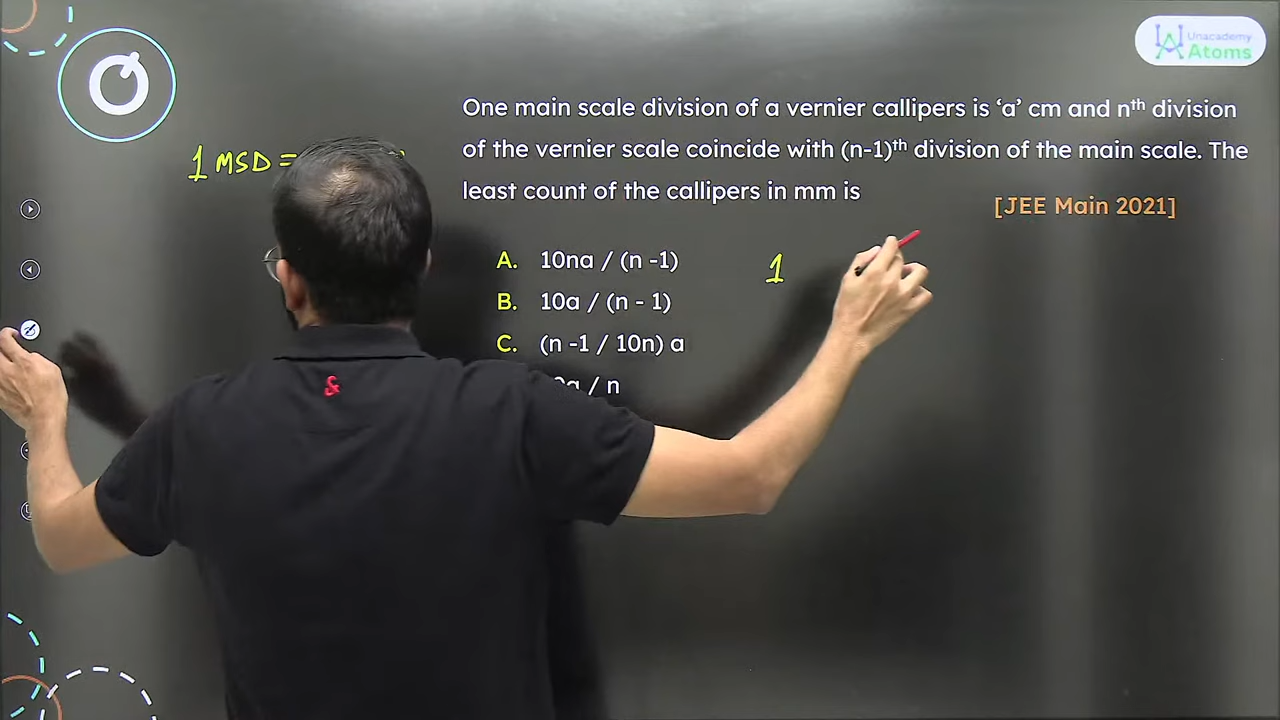 Unacademy
Atoms
One main scale division of a vernier callipers is ‘a’ cm and nᵗʰ division
of the vernier scale coincide with (n-1)ᵗʰ division of the main scale. The
least count of the callipers in mm is
[JEE Main 2021]
1 MSD =
A. 10na / (n -1)
1
B. 10a / (n - 1)
C. (n -1 / 10n) a
a / n